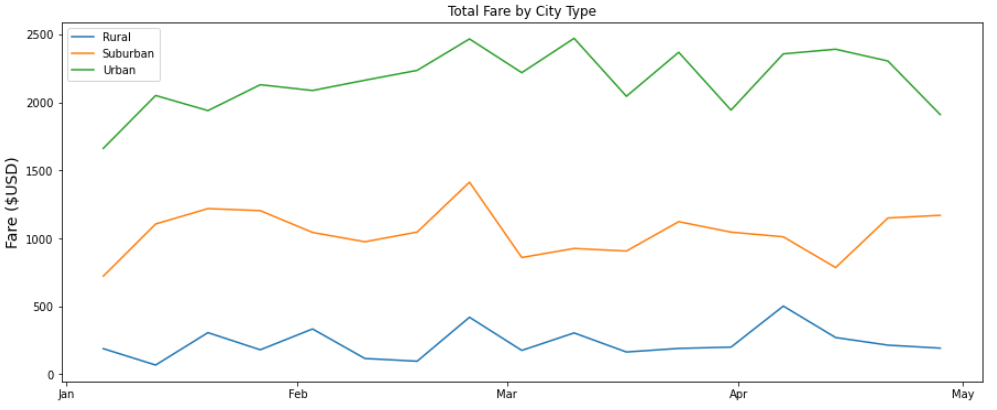 Total Fare by City Type
Rural
Suburban
Urban
Fare ($USD)
2500
2000
1500
1000
500
0
Jan
Feb
Mar
Apr
May